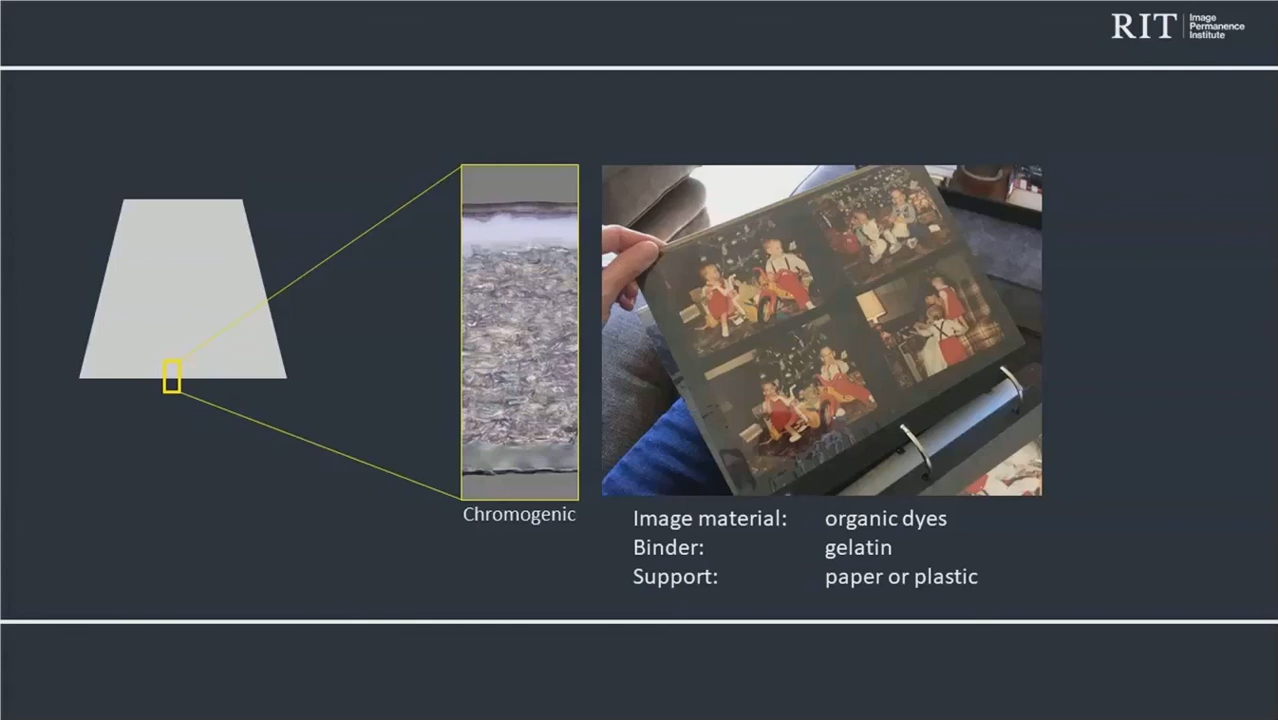 RIT
Image
Permanence
Institute
Chromogenic
Image material: organic dyes
Binder: gelatin
Support: paper or plastic